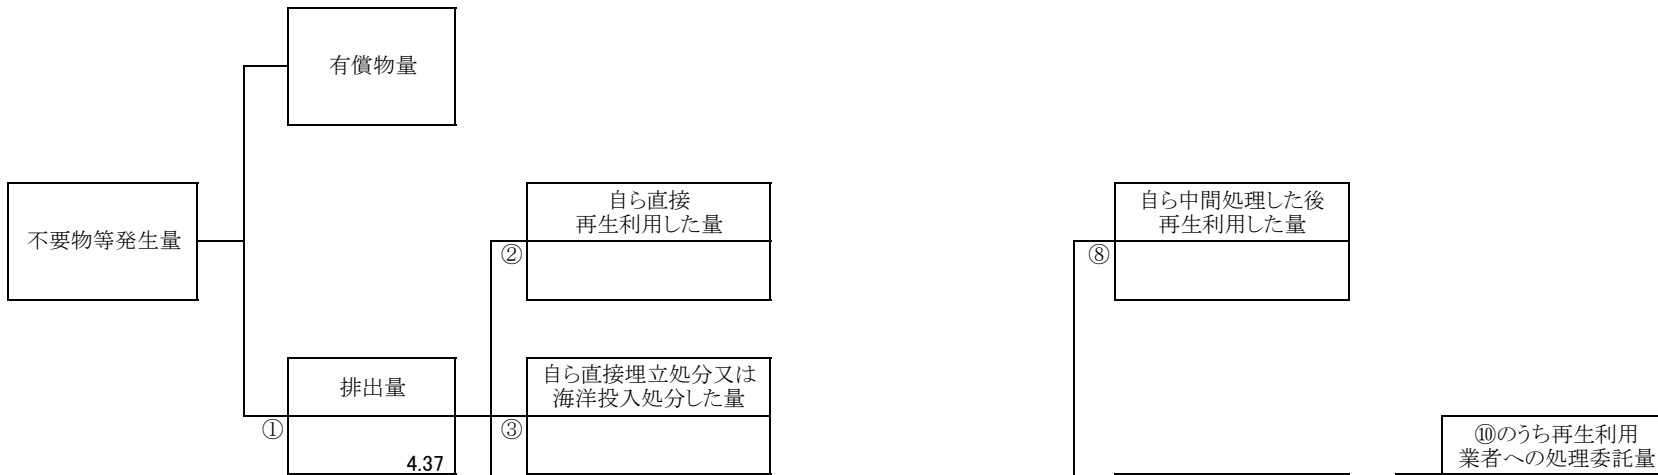 有償物量
不要物等発生量
自ら直接
再生利用した量
②
自ら中間処理した後
再生利用した量
⑧
排出量
①
4.37
自ら直接埋立処分又は
海洋投入処分した量
③
⑩のうち再生利用
業者への処理委託量